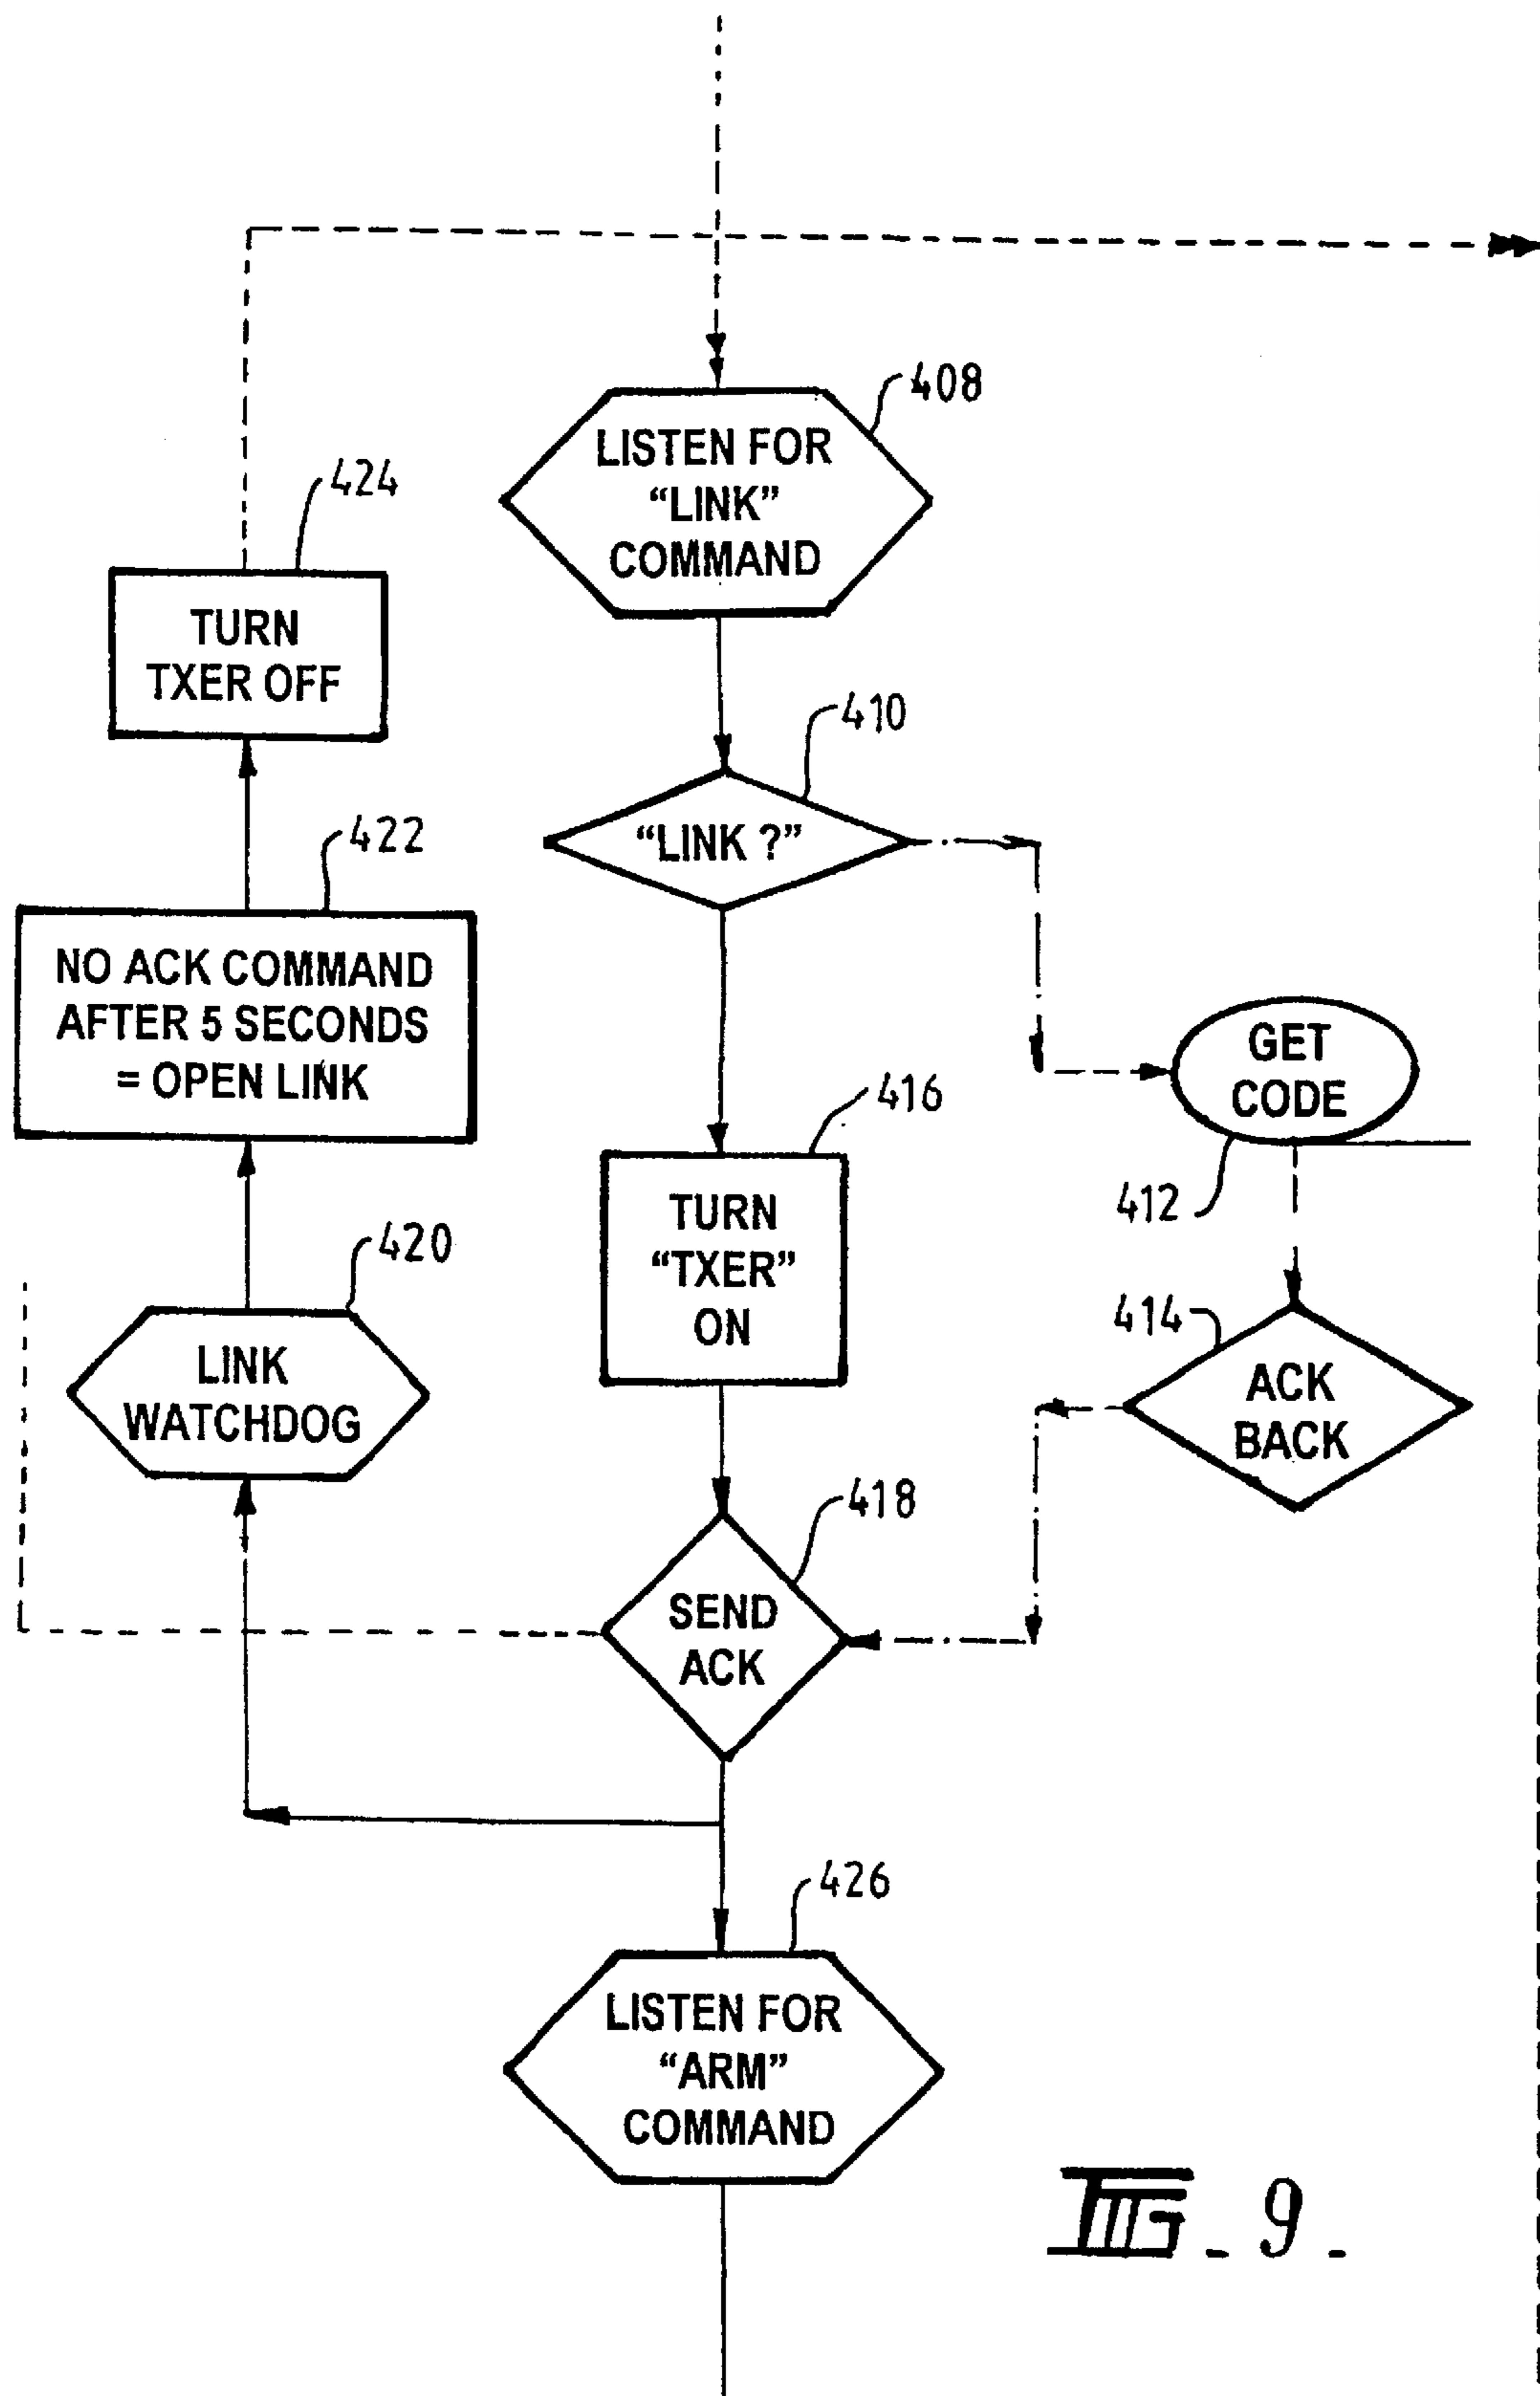 408
LISTEN FOR
“LINK”
COMMAND
424
TURN
TXER OFF
410
“LINK ?”
422
NO ACK COMMAND
AFTER 5 SECONDS
= OPEN LINK
GET
CODE
412
416
TURN
“TXER”
ON
420
LINK
WATCHDOG
414
ACK
BACK
418
SEND
ACK
426
LISTEN FOR
“ARM”
COMMAND
FIG. 9.